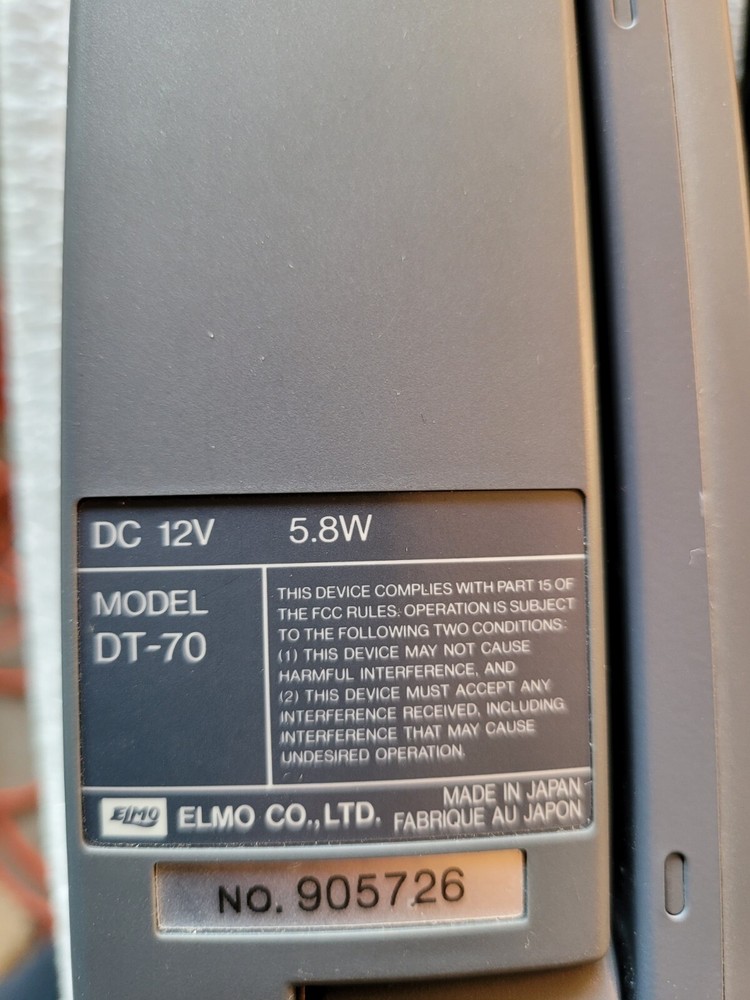 DC 12V 5.8W
MODEL
DT-70
THIS DEVICE COMPLIES WITH PART 15 OF
THE FCC RULES. OPERATION IS SUBJECT
TO THE FOLLOWING TWO CONDITIONS:
(1) THIS DEVICE MAY NOT CAUSE
HARMFUL INTERFERENCE, AND
(2) THIS DEVICE MUST ACCEPT ANY
INTERFERENCE RECEIVED, INCLUDING
INTERFERENCE THAT MAY CAUSE
UNDESIRED OPERATION.
ELMO ELMO CO.,LTD.
MADE IN JAPAN
FABRIQUE AU JAPON
NO. 905726